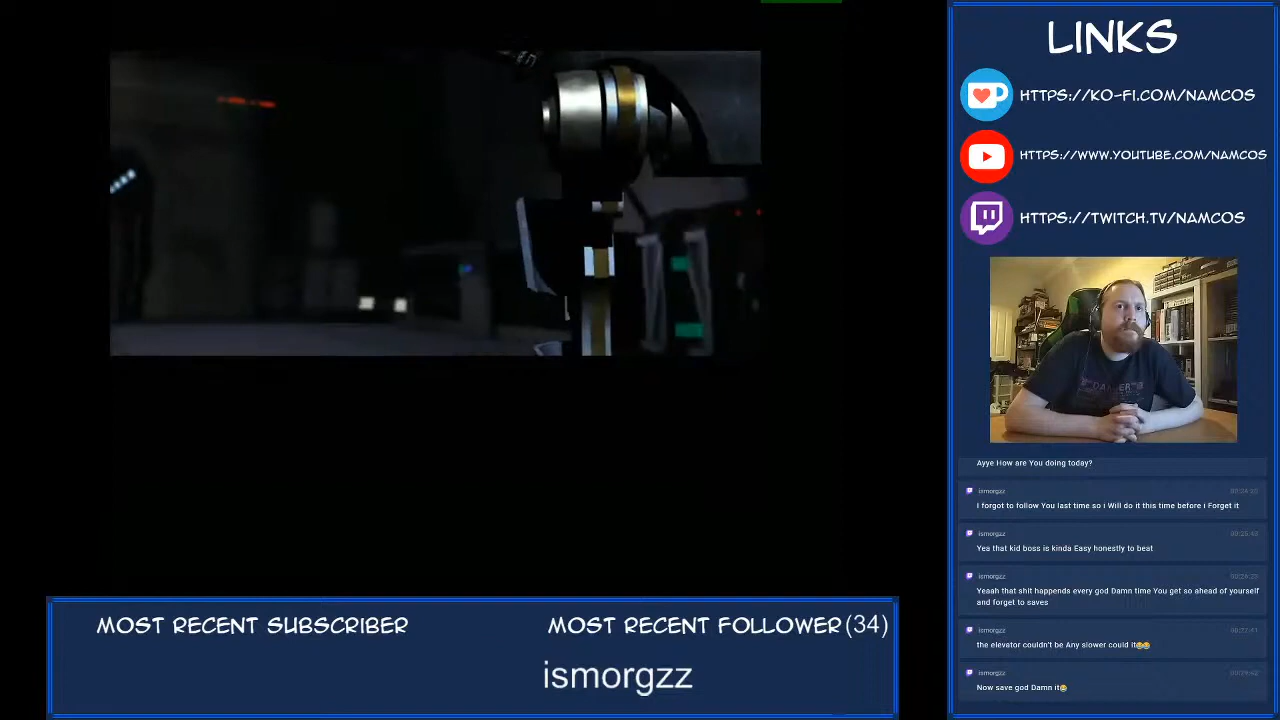 LINKS
HTTPS://KO-FI.COM/NAMCOS
HTTPS://WWW.YOUTUBE.COM/NAMCOS
HTTPS://TWITCH.TV/NAMCOS
DANGER
Ayye How are You doing today?
ismorgzz
I forgot to follow You last time so i Will do it this time before i Forget it
ismorgzz
Yea that kid boss is kinda Easy honestly to beat
ismorgzz
Yeaah that shit happends every god Damn time You get so ahead of yourself
and forget to saves
ismorgzz
the elevator couldn't be Any slower could it😂😂
ismorgzz
Now save god Damn it😂
MOST RECENT SUBSCRIBER
MOST RECENT FOLLOWER (34)
ismorgzz